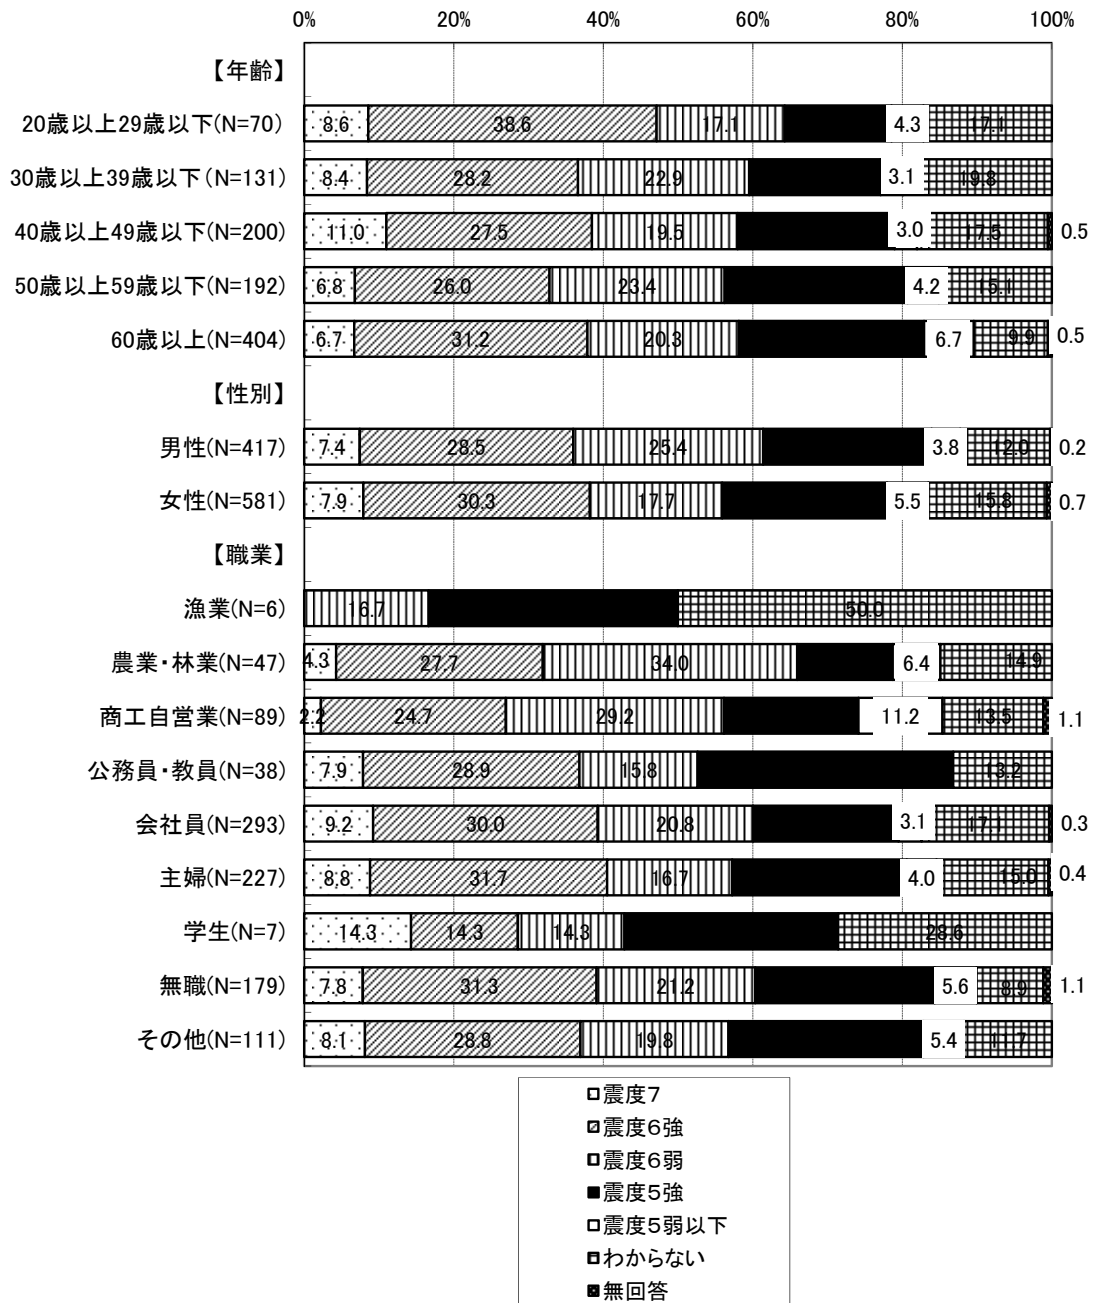 0% 20% 40% 60% 80% 100%
【年齢】
20歳以上29歳以下(N=70) 8.6 38.6 17.1 4.3 17.1
30歳以上39歳以下(N=131) 8.4 28.2 22.9 3.1 19.8
40歳以上49歳以下(N=200) 11.0 27.5 19.5 3.0 17.5 0.5
50歳以上59歳以下(N=192) 6.8 26.0 23.4 4.2 15.1
60歳以上(N=404) 6.7 31.2 20.3 6.7 9.9 0.5
【性別】
男性(N=417) 7.4 28.5 25.4 3.8 12.0 0.2
女性(N=581) 7.9 30.3 17.7 5.5 15.8 0.7
【職業】
漁業(N=6) 16.7 50.0
農業・林業(N=47) 4.3 27.7 34.0 6.4 14.9
商工自営業(N=89) 2.2 24.7 29.2 11.2 13.5 1.1
公務員・教員(N=38) 7.9 28.9 15.8 13.2
会社員(N=293) 9.2 30.0 20.8 3.1 17.1 0.3
主婦(N=227) 8.8 31.7 16.7 4.0 15.0 0.4
学生(N=7) 14.3 14.3 14.3 28.6
無職(N=179) 7.8 31.3 21.2 5.6 8.9 1.1
その他(N=111) 8.1 28.8 19.8 5.4 11.7
震度7
震度6強
震度6弱
震度5強
震度5弱以下
わからない
無回答